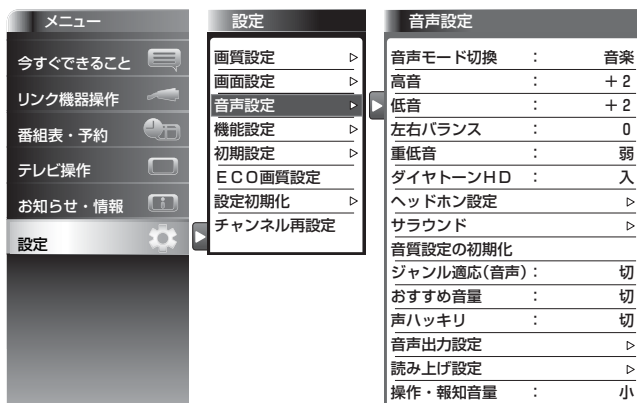 メニュー
今すぐできること
リンク機器操作
番組表・予約
テレビ操作
お知らせ・情報
設定
設定
画質設定
画面設定
音声設定
機能設定
初期設定
ＥＣＯ画質設定
設定初期化
チャンネル再設定
音声設定
音声モード切換 ： 音楽
高音 ： ＋2
低音 ： ＋2
左右バランス ： 0
重低音 ： 弱
ダイヤトーンＨＤ ： 入
ヘッドホン設定
サラウンド
音質設定の初期化
ジャンル適応(音声)： 切
おすすめ音量 ： 切
声ハッキリ ： 切
音声出力設定
読み上げ設定
操作・報知音量 ： 小